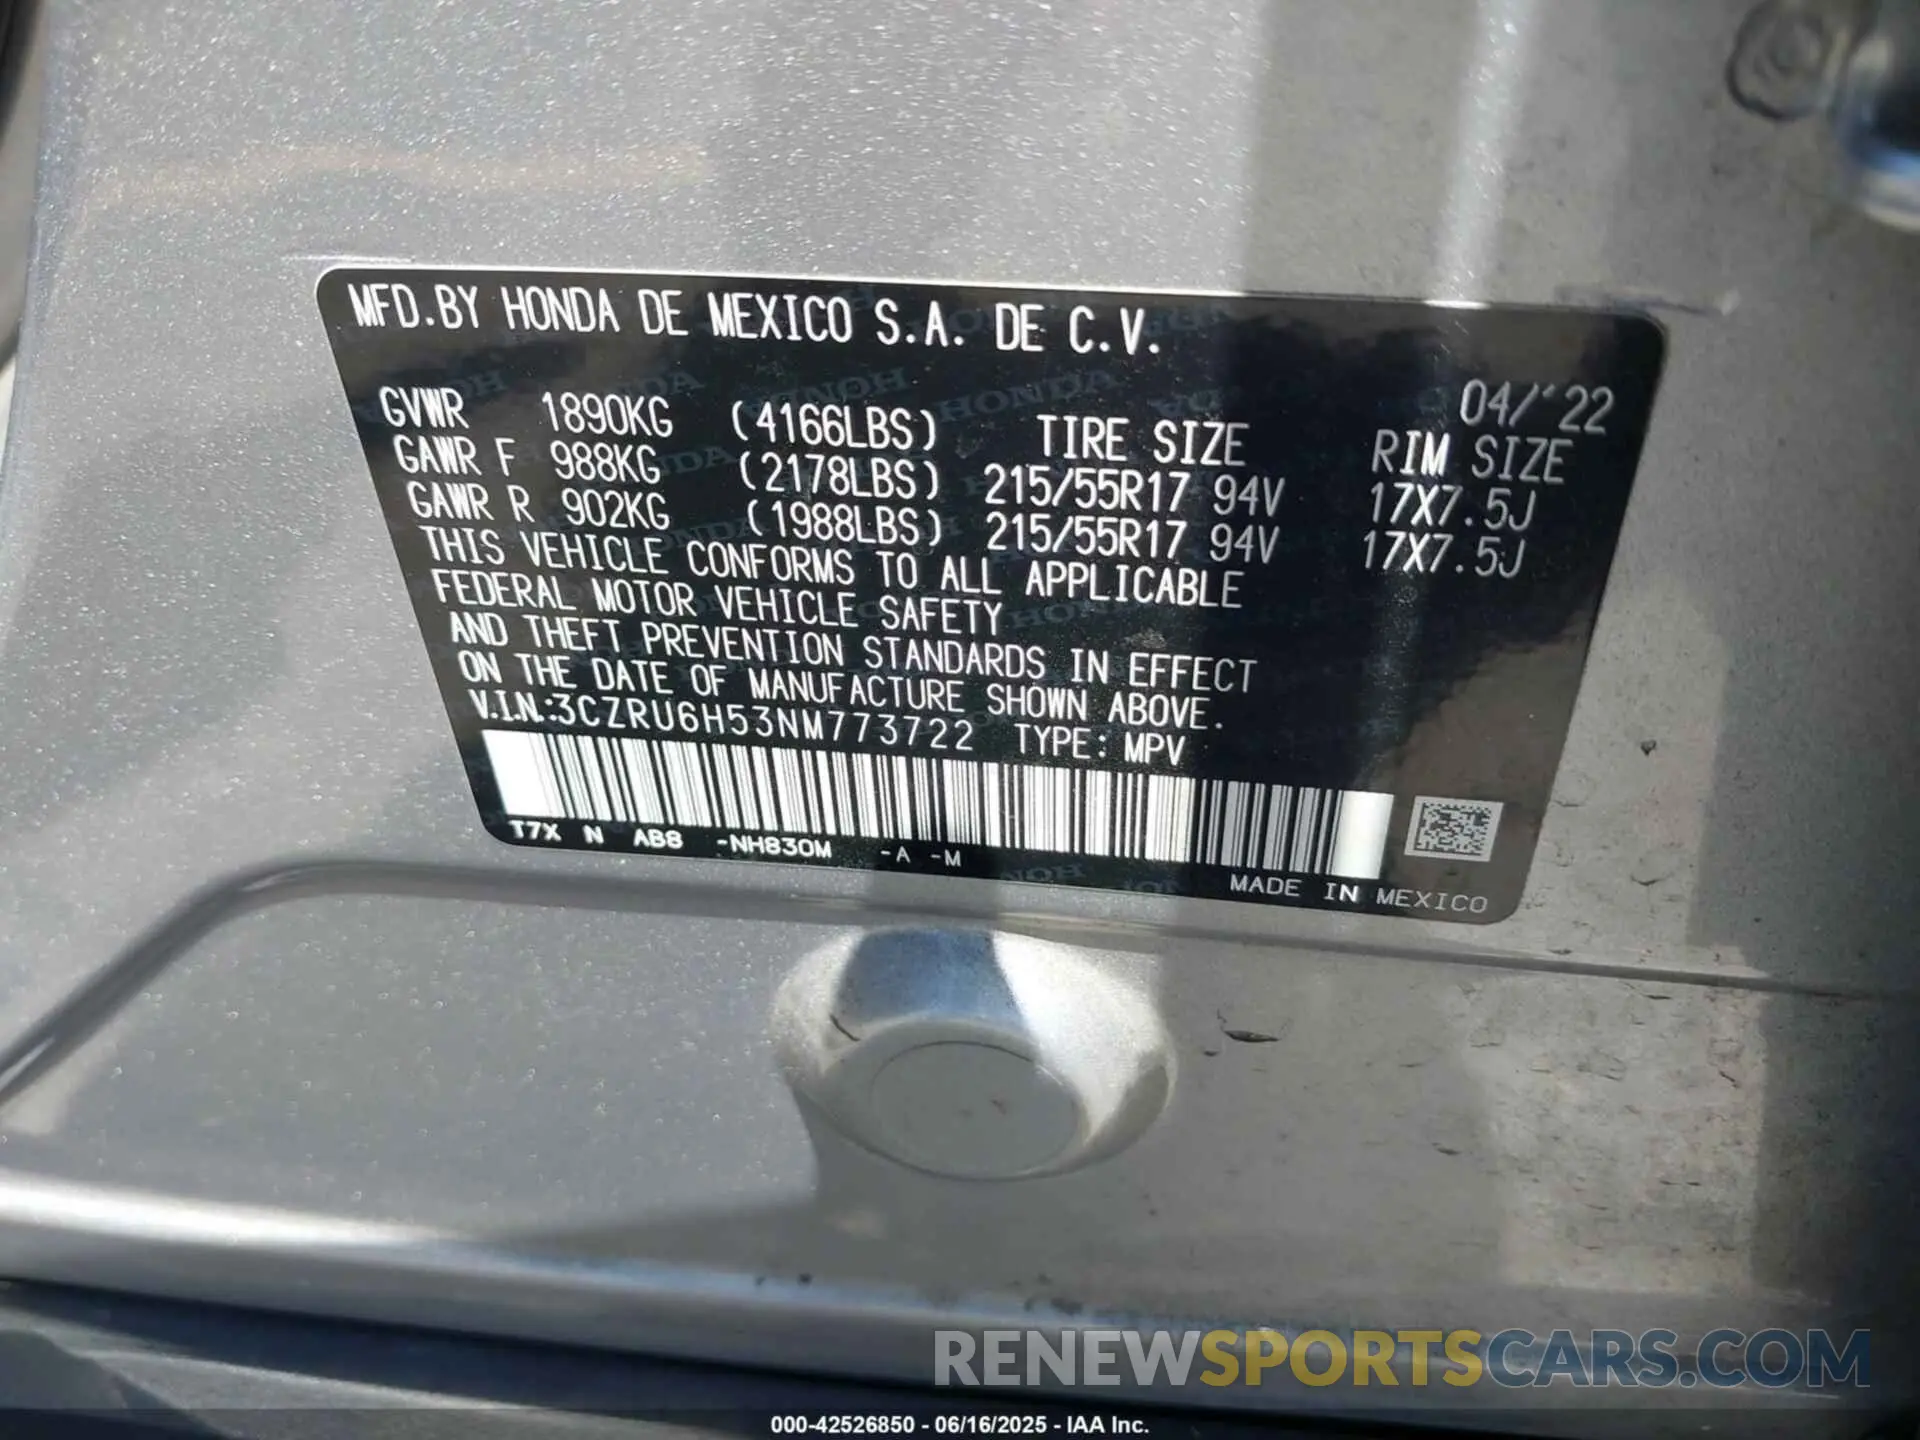 MFD.BY HONDA DE MEXICO S.A. DE C.V.
04/'22
GVWR 1890KG (4166LBS) TIRE SIZE RIM SIZE
GAWR F 988KG (2178LBS) 215/55R17 94V 17X7.5J
GAWR R 902KG (1988LBS) 215/55R17 94V 17X7.5J
THIS VEHICLE CONFORMS TO ALL APPLICABLE
FEDERAL MOTOR VEHICLE SAFETY
AND THEFT PREVENTION STANDARDS IN EFFECT
ON THE DATE OF MANUFACTURE SHOWN ABOVE.
V.I.N.:3CZRU6H53NM773722 TYPE: MPV
T7X N AB8 -NH830M -A -M
MADE IN MEXICO
RENEWSPORTSCARS.COM
000-42526850 - 06/16/2025 - IAA Inc.